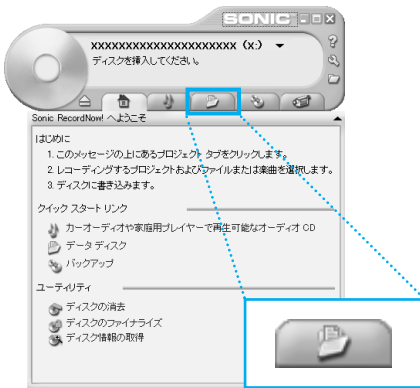 SONIC
xxxxxxxxxxxxxxxxxxxxxx (x:)
ディスクを挿入してください。
Sonic RecordNow! へようこそ
はじめに
1. このメッセージの上にあるプロジェクト タブをクリックします。
2. レコーディングするプロジェクトおよびファイルまたは楽曲を選択します。
3. ディスクに書き込みます。
クイック スタート リンク
カーオーディオや家庭用プレイヤーで再生可能なオーディオ CD
データ ディスク
バックアップ
ユーティリティ
ディスクの消去
ディスクのファイナライズ
ディスク情報の取得